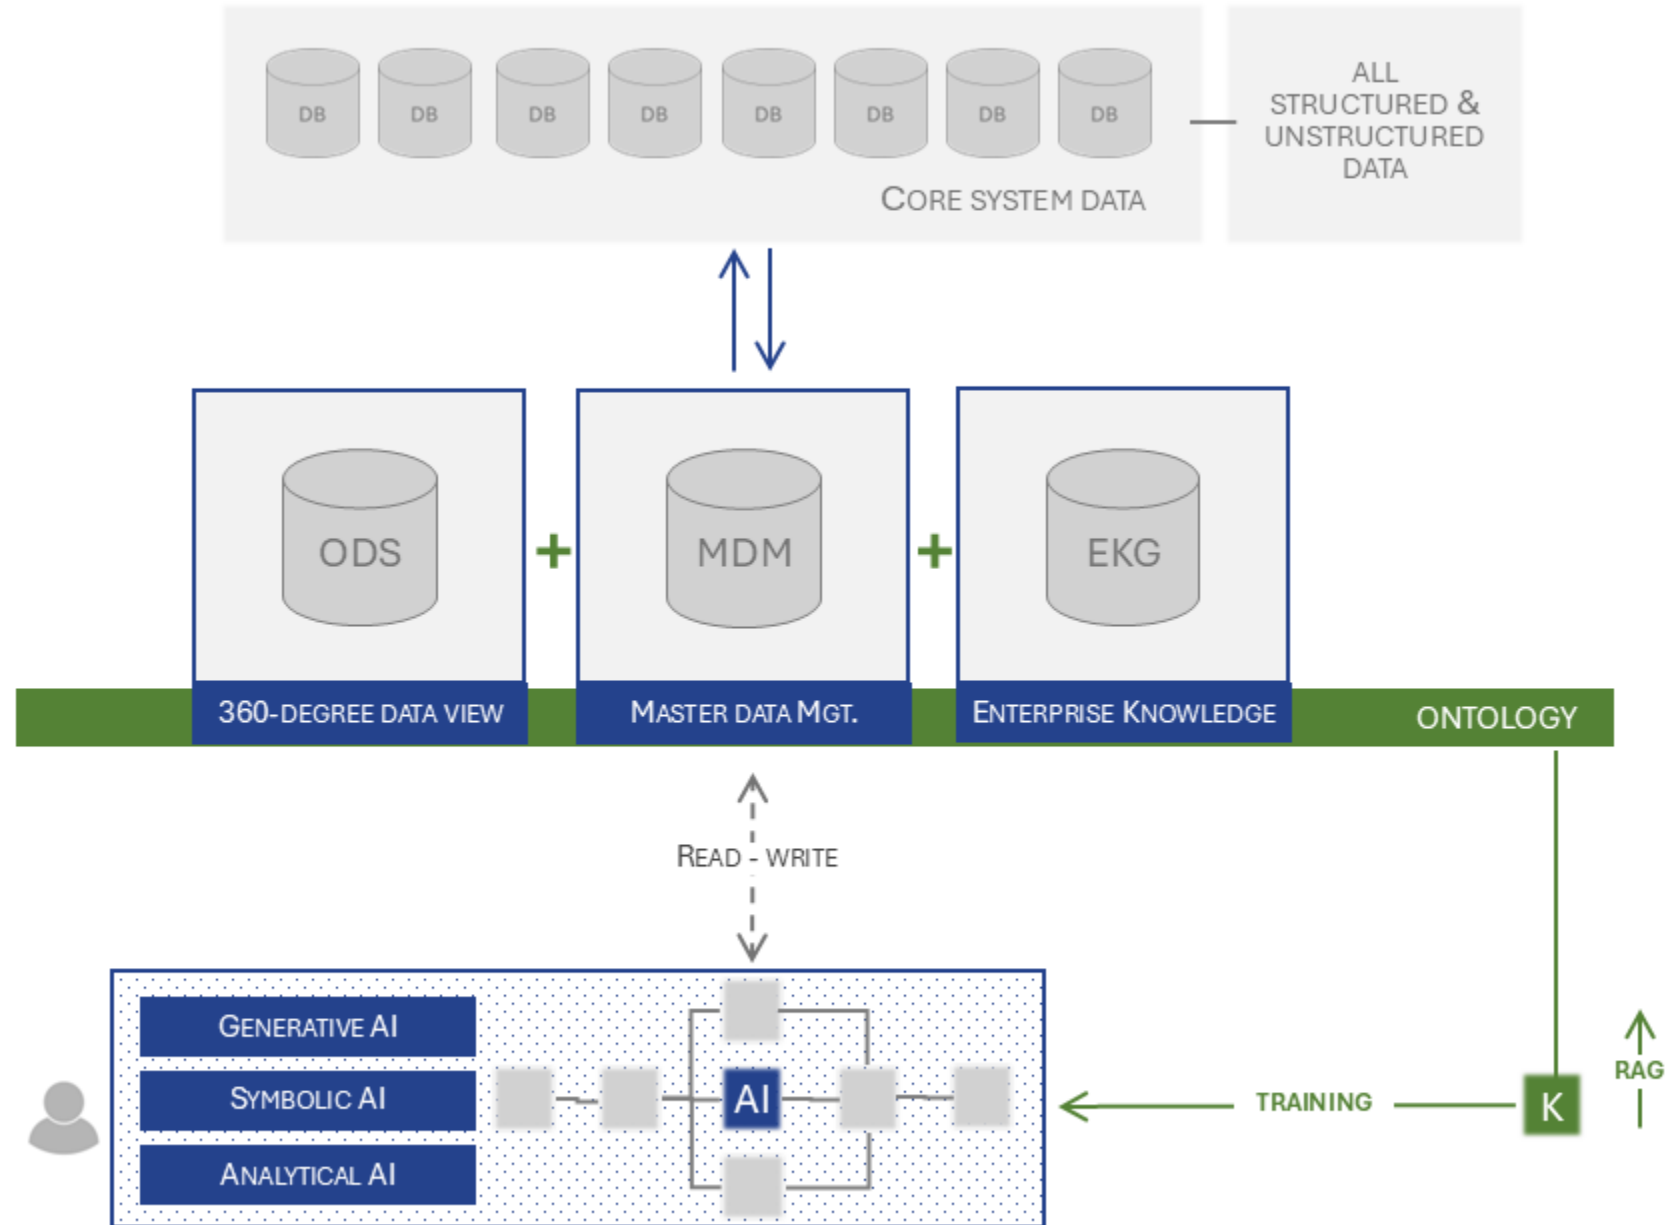 DB
DB
DB
DB
DB
DB
DB
DB
CORE SYSTEM DATA
ALL
STRUCTURED &
UNSTRUCTURED
DATA
ODS
+
MDM
+
EKG
360-DEGREE DATA VIEW
MASTER DATA MGT.
ENTERPRISE KNOWLEDGE
ONTOLOGY
READ - WRITE
GENERATIVE AI
SYMBOLIC AI
ANALYTICAL AI
AI
TRAINING
K
RAG